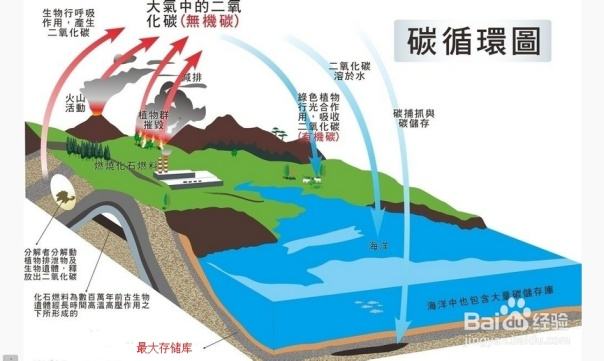 碳循環圖
大氣中的二氧
化碳(無機碳)
生物行呼吸
作用，產生
二氧化碳
減排
火山
活動
植物群
摧毀
燃燒化石燃料
二氧化碳
溶於水
綠色植物
行光合作
用，吸收
二氧化碳
(有機碳)
碳捕抓與
碳儲存
海洋
分解者分解動
植物排泄物及
生物遺體，釋
放出二氧化碳
化石燃料為數百萬年前古生物
遺體經長時間高溫高壓作用之
下所形成的
海洋中也包含大量碳儲存庫
最大存储库
Baidu经验